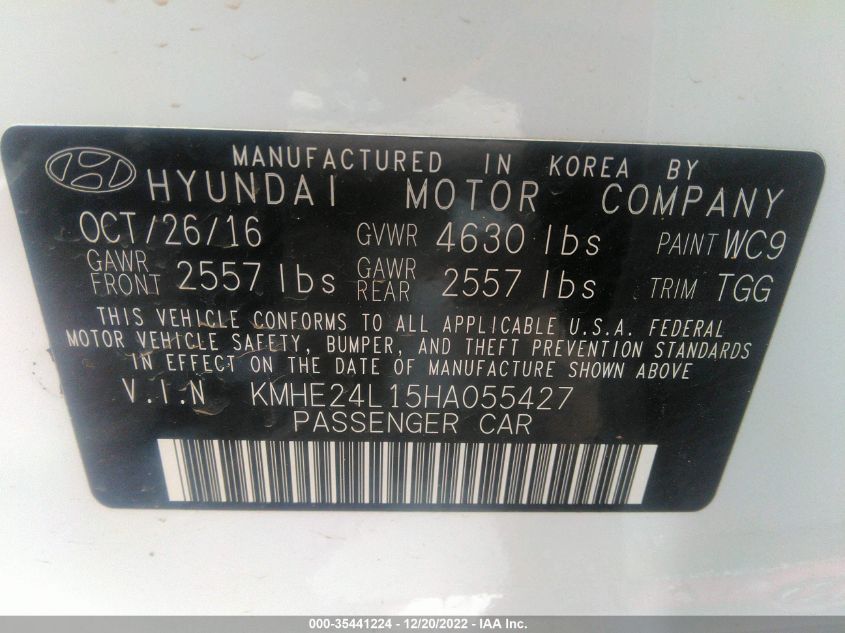 MANUFACTURED IN KOREA BY
HYUNDAI MOTOR COMPANY
OCT/26/16 GVWR 4630 lbs PAINT WC9
GAWR FRONT 2557 lbs GAWR REAR 2557 lbs TRIM TGG
THIS VEHICLE CONFORMS TO ALL APPLICABLE U.S.A. FEDERAL
MOTOR VEHICLE SAFETY, BUMPER, AND THEFT PREVENTION STANDARDS
IN EFFECT ON THE DATE OF MANUFACTURE SHOWN ABOVE
V.I.N KMHE24L15HA055427
PASSENGER CAR
000-35441224 - 12/20/2022 - IAA Inc.